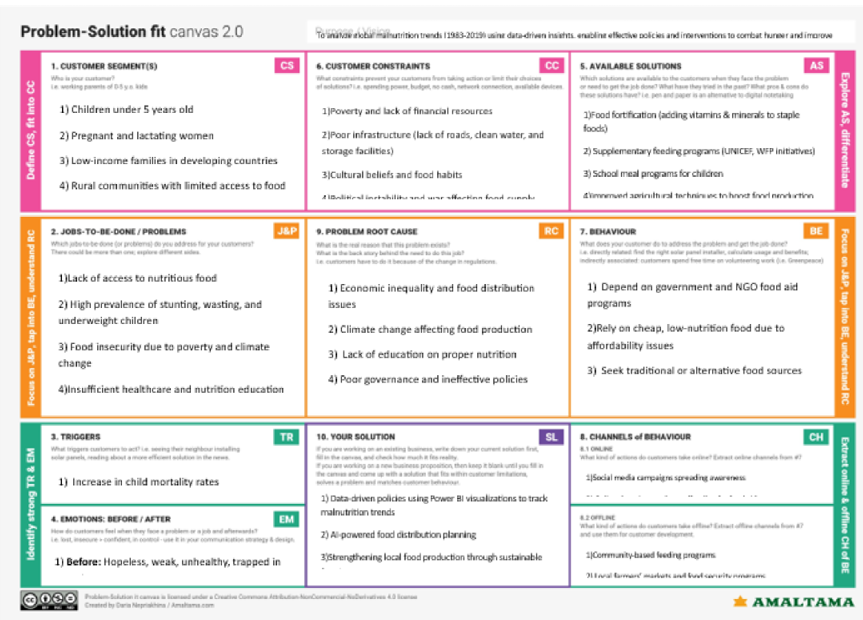 Problem-Solution fit canvas 2.0
Purpose / Vision
To analyze global malnutrition trends (1983-2019) using data-driven insights, enabling effective policies and interventions to combat hunger and improve
Define CS, fit into CC
1. CUSTOMER SEGMENT(S)
CS
Who is your customer?
i.e. working parents of 0-5 y.o. kids
1) Children under 5 years old
2) Pregnant and lactating women
3) Low-income families in developing countries
4) Rural communities with limited access to food
6. CUSTOMER CONSTRAINTS
CC
What constraints prevent your customers from taking action or limit their choices
of solutions? i.e. spending power, budget, no cash, network connection, available devices.
1)Poverty and lack of financial resources
2)Poor infrastructure (lack of roads, clean water, and
storage facilities)
3)Cultural beliefs and food habits
4)Political instability and war affecting food supply
5. AVAILABLE SOLUTIONS
AS
Which solutions are available to the customers when they face the problem
or need to get the job done? What have they tried in the past? What pros & cons do
these solutions have? i.e. pen and paper is an alternative to digital notetaking
1)Food fortification (adding vitamins & minerals to staple
foods)
2) Supplementary feeding programs (UNICEF, WFP initiatives)
3) School meal programs for children
4)Improved agricultural techniques to boost food production
Explore AS, differentiate
Focus on J&P, tap into BE, understand RC
2. JOBS-TO-BE-DONE / PROBLEMS
J&P
Which jobs-to-be-done (or problems) do you address for your customers?
There could be more than one; explore different sides.
1)Lack of access to nutritious food
2) High prevalence of stunting, wasting, and
underweight children
3) Food insecurity due to poverty and climate
change
4)Insufficient healthcare and nutrition education
9. PROBLEM ROOT CAUSE
RC
What is the real reason that this problem exists?
What is the back story behind the need to do this job?
i.e. customers have to do it because of the change in regulations.
1) Economic inequality and food distribution
issues
2) Climate change affecting food production
3) Lack of education on proper nutrition
4) Poor governance and ineffective policies
7. BEHAVIOUR
BE
What does your customer do to address the problem and get the job done?
i.e. directly related: find the right solar panel installer, calculate usage and benefits;
indirectly associated: customers spend free time on volunteering work (i.e. Greenpeace)
1) Depend on government and NGO food aid
programs
2)Rely on cheap, low-nutrition food due to
affordability issues
3) Seek traditional or alternative food sources
Focus on J&P, tap into BE, understand RC
Identify strong TR & EM
3. TRIGGERS
TR
What triggers customers to act? i.e. seeing their neighbour installing
solar panels, reading about a more efficient solution in the news.
1) Increase in child mortality rates
4. EMOTIONS: BEFORE / AFTER
EM
How do customers feel when they face a problem or a job and afterwards?
i.e. lost, insecure > confident, in control - use it in your communication strategy & design.
1) Before: Hopeless, weak, unhealthy, trapped in
10. YOUR SOLUTION
SL
If you are working on an existing business, write down your current solution first,
fill in the canvas, and check how much it fits reality.
If you are working on a new business proposition, then keep it blank until you fill in
the canvas and come up with a solution that fits within customer limitations,
solves a problem and matches customer behaviour.
1) Data-driven policies using Power BI visualizations to track
malnutrition trends
2) AI-powered food distribution planning
3)Strengthening local food production through sustainable
8. CHANNELS of BEHAVIOUR
CH
8.1 ONLINE
What kind of actions do customers take online? Extract online channels from #7
1)Social media campaigns spreading awareness
8.2 OFFLINE
What kind of actions do customers take offline? Extract offline channels from #7
and use them for customer development.
1)Community-based feeding programs
2) Local farmers' markets and food security programs
Extract online & offline CH of BE
Problem-Solution fit canvas is licensed under a Creative Commons Attribution-NonCommercial-NoDerivatives 4.0 license
Created by Daria Nepriakhina / Amaltama.com
AMALTAMA